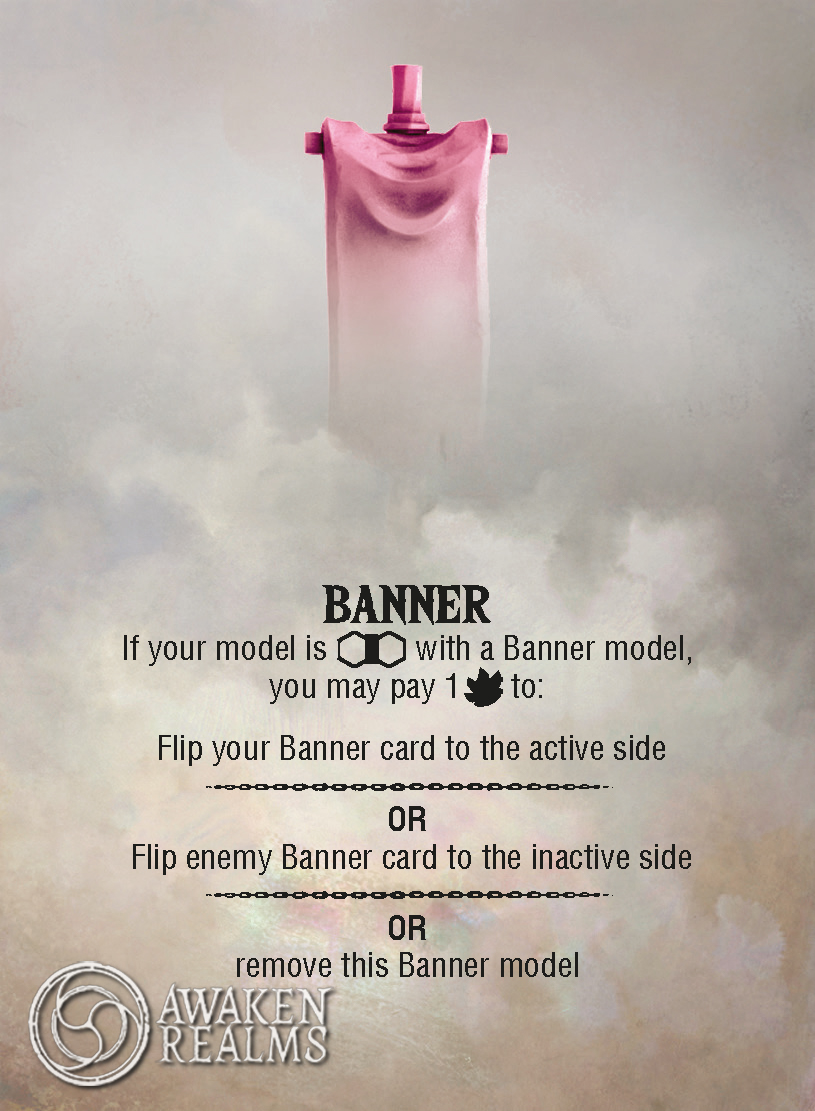 BANNER
If your model is with a Banner model,
you may pay 1 to:
Flip your Banner card to the active side
OR
Flip enemy Banner card to the inactive side
OR
remove this Banner model
AWAKEN
REALMS